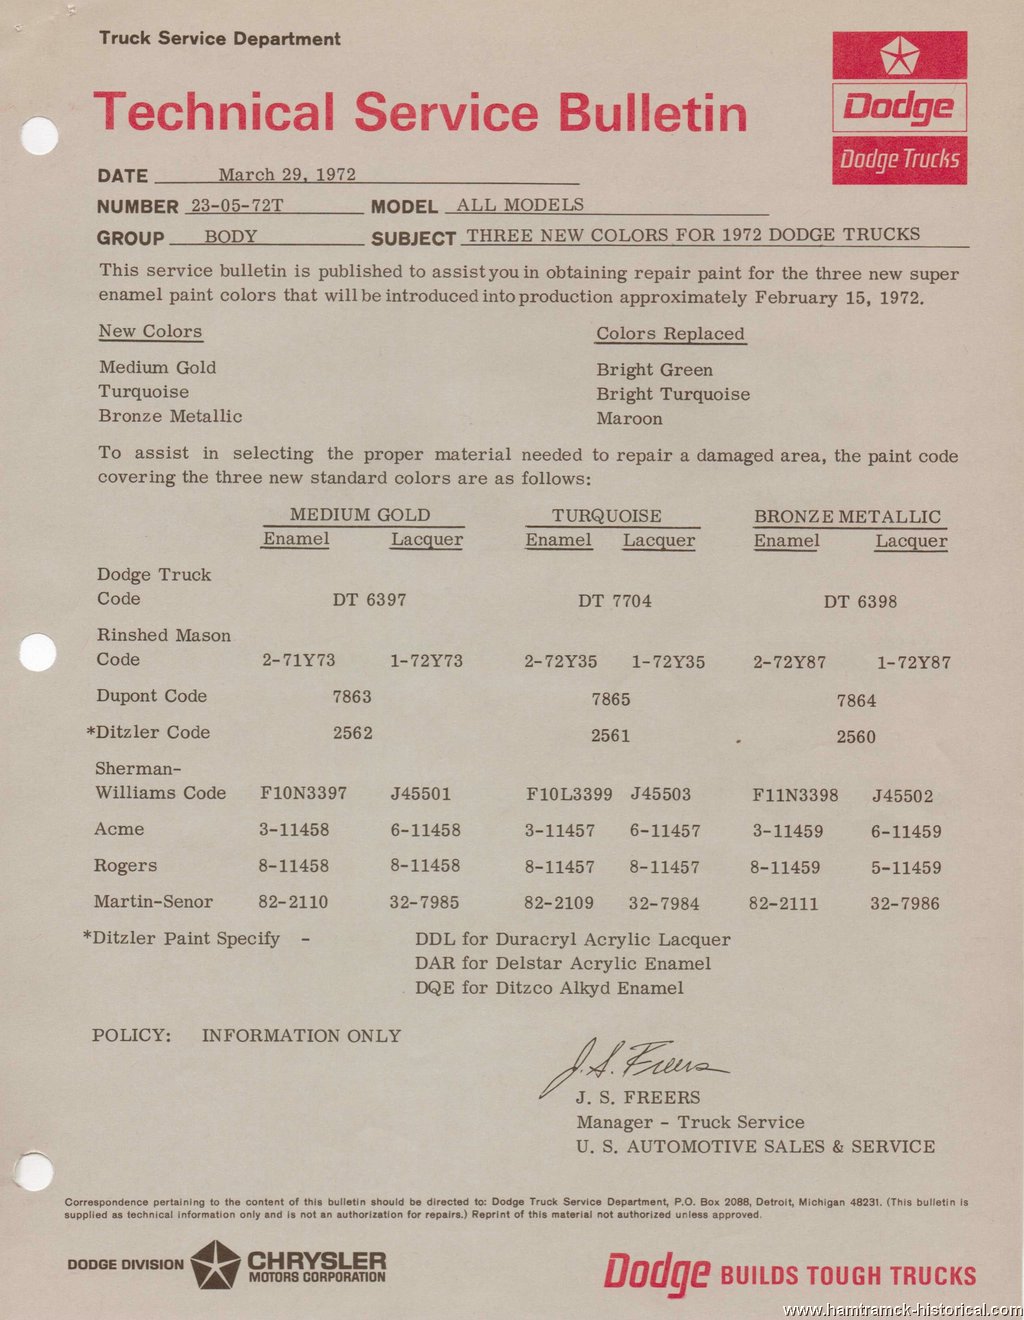 Truck Service Department
Technical Service Bulletin
Dodge
Dodge Trucks
DATE March 29, 1972
NUMBER 23-05-72T MODEL ALL MODELS
GROUP BODY SUBJECT THREE NEW COLORS FOR 1972 DODGE TRUCKS
This service bulletin is published to assist you in obtaining repair paint for the three new super
enamel paint colors that will be introduced into production approximately February 15, 1972.
New Colors Colors Replaced
Medium Gold Bright Green
Turquoise Bright Turquoise
Bronze Metallic Maroon
To assist in selecting the proper material needed to repair a damaged area, the paint code
covering the three new standard colors are as follows:
MEDIUM GOLD TURQUOISE BRONZE METALLIC
Enamel Lacquer Enamel Lacquer Enamel Lacquer
Dodge Truck
Code DT 6397 DT 7704 DT 6398
Rinshed Mason
Code 2-71Y73 1-72Y73 2-72Y35 1-72Y35 2-72Y87 1-72Y87
Dupont Code 7863 7865 7864
*Ditzler Code 2562 2561 2560
Sherman-
Williams Code F10N3397 J45501 F10L3399 J45503 F11N3398 J45502
Acme 3-11458 6-11458 3-11457 6-11457 3-11459 6-11459
Rogers 8-11458 8-11458 8-11457 8-11457 8-11459 5-11459
Martin-Senor 82-2110 32-7985 82-2109 32-7984 82-2111 32-7986
*Ditzler Paint Specify - DDL for Duracryl Acrylic Lacquer
DAR for Delstar Acrylic Enamel
DQE for Ditzco Alkyd Enamel
POLICY: INFORMATION ONLY
J. S. Freers
J. S. FREERS
Manager - Truck Service
U. S. AUTOMOTIVE SALES & SERVICE
Correspondence pertaining to the content of this bulletin should be directed to: Dodge Truck Service Department, P.O. Box 2088, Detroit, Michigan 48231. (This bulletin is
supplied as technical information only and is not an authorization for repairs.) Reprint of this material not authorized unless approved.
DODGE DIVISION CHRYSLER
MOTORS CORPORATION
Dodge BUILDS TOUGH TRUCKS
www.hamtramck-historical.com